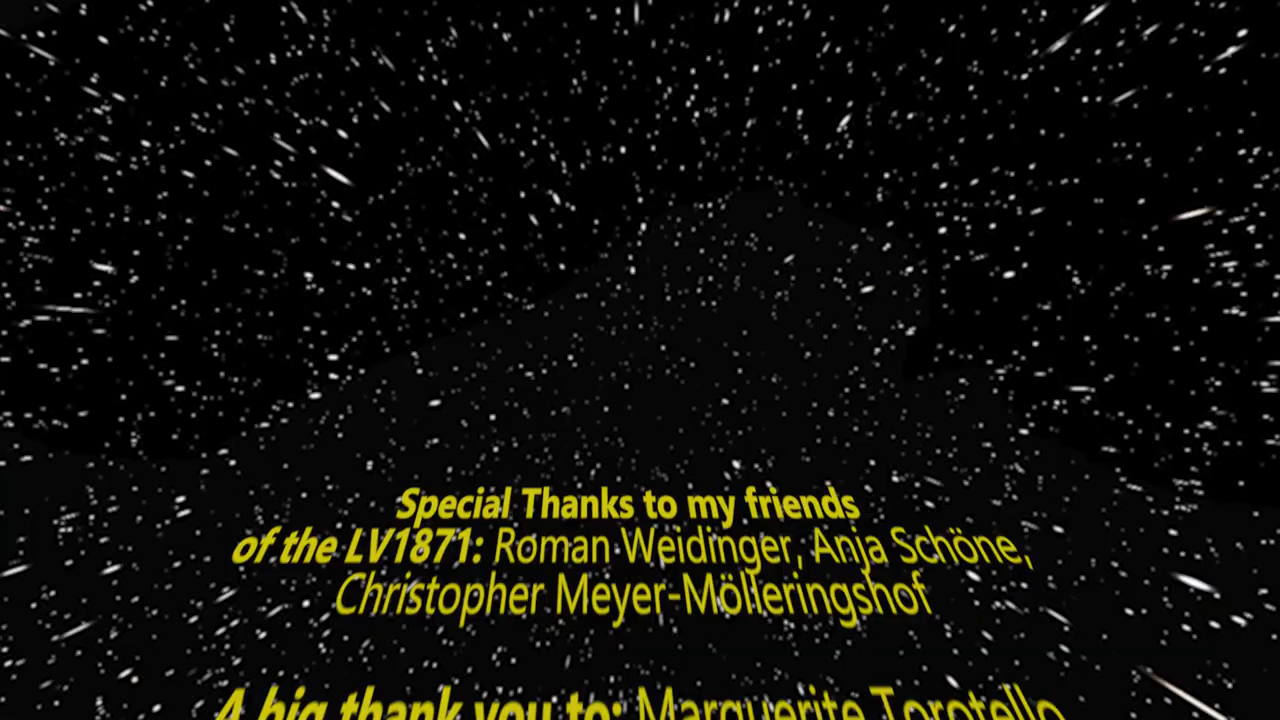 Special Thanks to my friends
of the LV1871: Roman Weidinger, Anja Schöne,
Christopher Meyer-Mölleringshof
A big thank you to: Marguerite Torotello